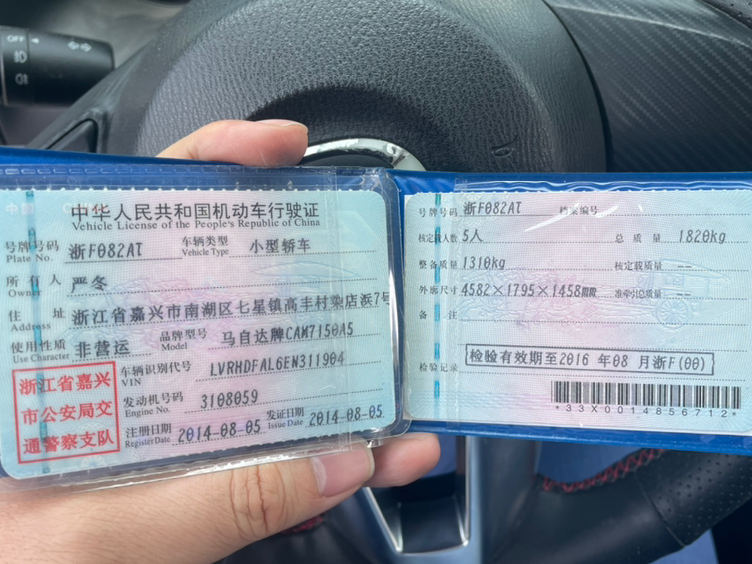 OFF
中华人民共和国机动车行驶证
Vehicle License of the People's Republic of China
号牌号码 浙F082AT 车辆类型 小型轿车
Plate No. Vehicle Type
所有人 严冬
Owner
住址 浙江省嘉兴市南湖区七星镇高丰村染店浜7号
Address
使用性质 非营运 品牌型号 马自达牌CAM7150A5
Use Character Model
浙江省嘉兴
市公安局交
通警察支队
车辆识别代号 LVRHDFAL6EN311904
VIN
发动机号码 3108059
Engine No.
注册日期 2014-08-05 发证日期 2014-08-05
Register Date Issue Date
号牌号码 浙F082AT 档案编号
核定载人数 5人 总质量 1820kg
整备质量 1310kg 核定载质量 --
外廓尺寸 4582×1795×1458mm 准牵引总质量 --
备注
检验记录 检验有效期至2016年08月浙F(00)
*33X0014856712*